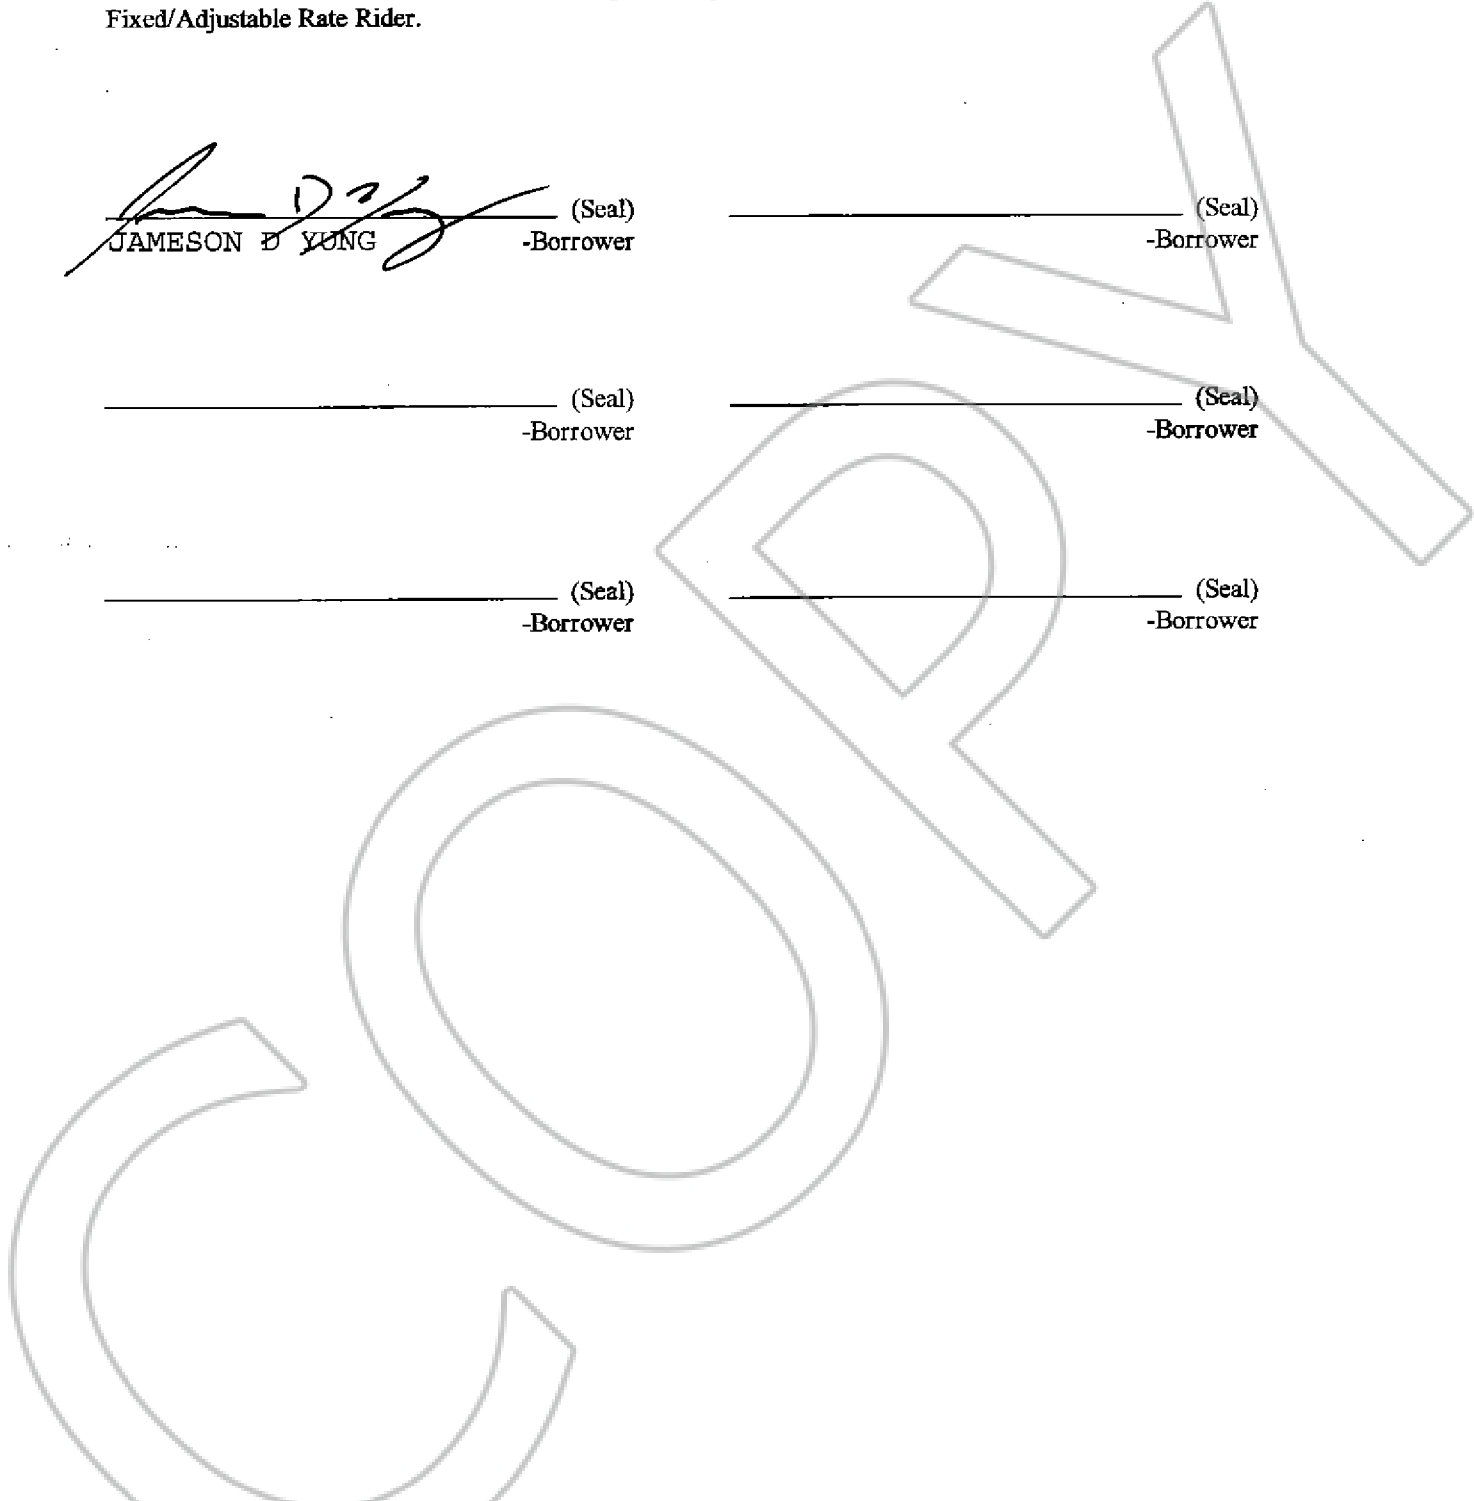 Fixed/Adjustable Rate Rider.
(Seal) (Seal)
JAMESON D YUNG -Borrower -Borrower
(Seal) (Seal)
-Borrower -Borrower
(Seal) (Seal)
-Borrower -Borrower
COPY